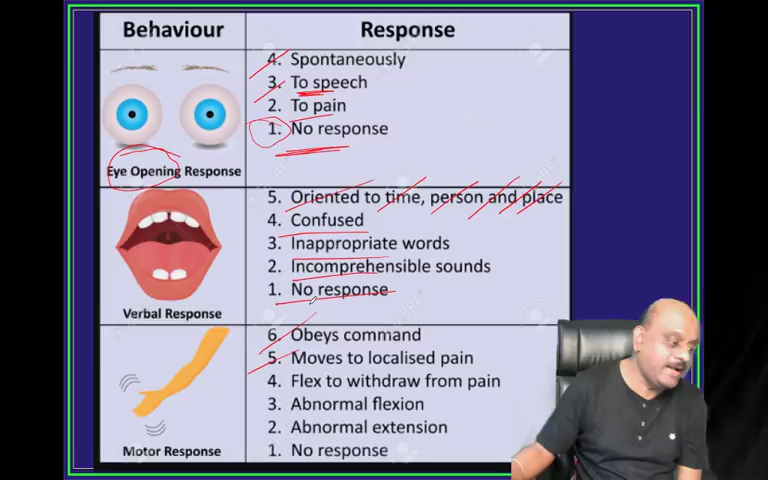 Behaviour
Response
4. Spontaneously
3. To speech
2. To pain
1. No response
Eye Opening Response
5. Oriented to time, person and place
4. Confused
3. Inappropriate words
2. Incomprehensible sounds
1. No response
Verbal Response
6. Obeys command
5. Moves to localised pain
4. Flex to withdraw from pain
3. Abnormal flexion
2. Abnormal extension
1. No response
Motor Response